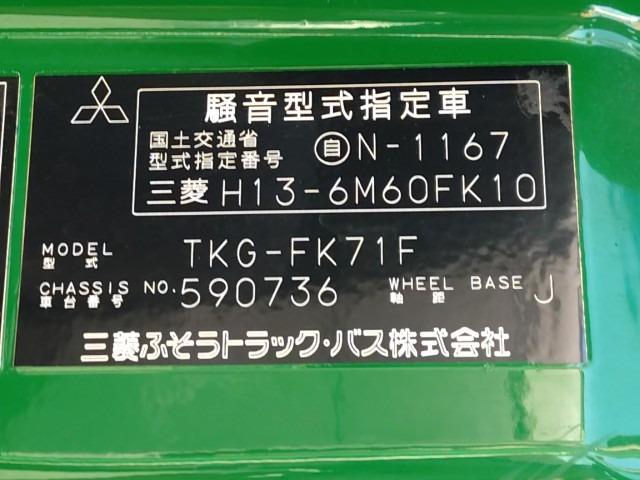 騒音型式指定車
国土交通省
型式指定番号 自N-1167
三菱 H13-6M60FK10
MODEL TKG-FK71F
型式
CHASSIS NO. 590736 WHEEL BASE J
車台番号 軸距
三菱ふそうトラック・バス株式会社